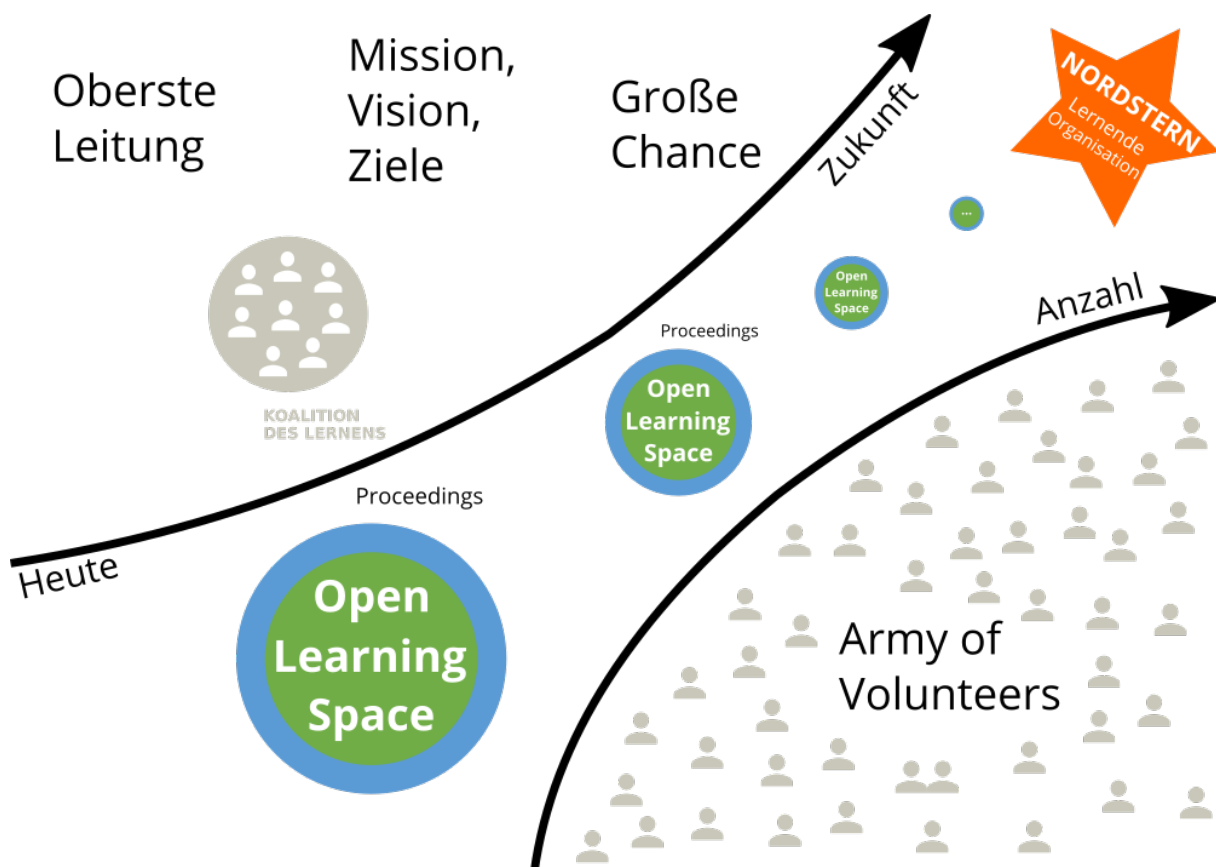 Oberste
Leitung
Mission,
Vision,
Ziele
Große
Chance
Zukunft
NORDSTERN
Lernende
Organisation
...
Open
Learning
Space
Anzahl
Proceedings
Open
Learning
Space
KOALITION
DES LERNENS
Proceedings
Heute
Open
Learning
Space
Army of
Volunteers